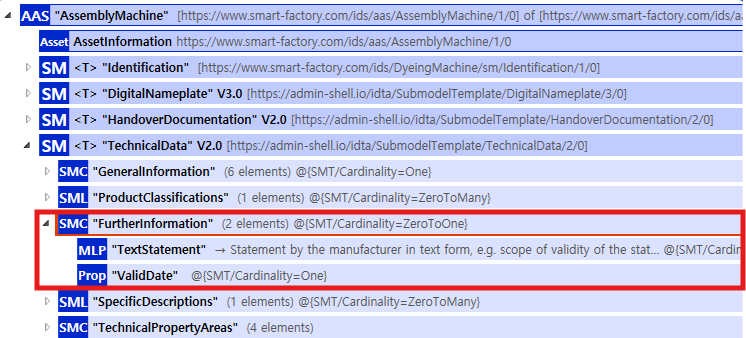 AAS "AssemblyMachine" [https://www.smart-factory.com/ids/aas/AssemblyMachine/1/0] of [https://www.smart-factory.com/ids/aa
Asset AssetInformation https://www.smart-factory.com/ids/aas/AssemblyMachine/1/0
SM <T> "Identification" [https://www.smart-factory.com/ids/DyeingMachine/sm/Identification/1/0]
SM <T> "DigitalNameplate" V3.0 [https://admin-shell.io/idta/SubmodelTemplate/DigitalNameplate/3/0]
SM <T> "HandoverDocumentation" V2.0 [https://admin-shell.io/idta/SubmodelTemplate/HandoverDocumentation/2/0]
SM <T> "TechnicalData" V2.0 [https://admin-shell.io/idta/SubmodelTemplate/TechnicalData/2/0]
SMC "GeneralInformation" (6 elements) @{SMT/Cardinality=One}
SML "ProductClassifications" (1 elements) @{SMT/Cardinality=ZeroToMany}
SMC "FurtherInformation" (2 elements) @{SMT/Cardinality=ZeroToOne}
MLP "TextStatement" → Statement by the manufacturer in text form, e.g. scope of validity of the stat... @{SMT/Cardin
Prop "ValidDate" @{SMT/Cardinality=One}
SML "SpecificDescriptions" (1 elements) @{SMT/Cardinality=ZeroToMany}
SMC "TechnicalPropertyAreas" (4 elements)